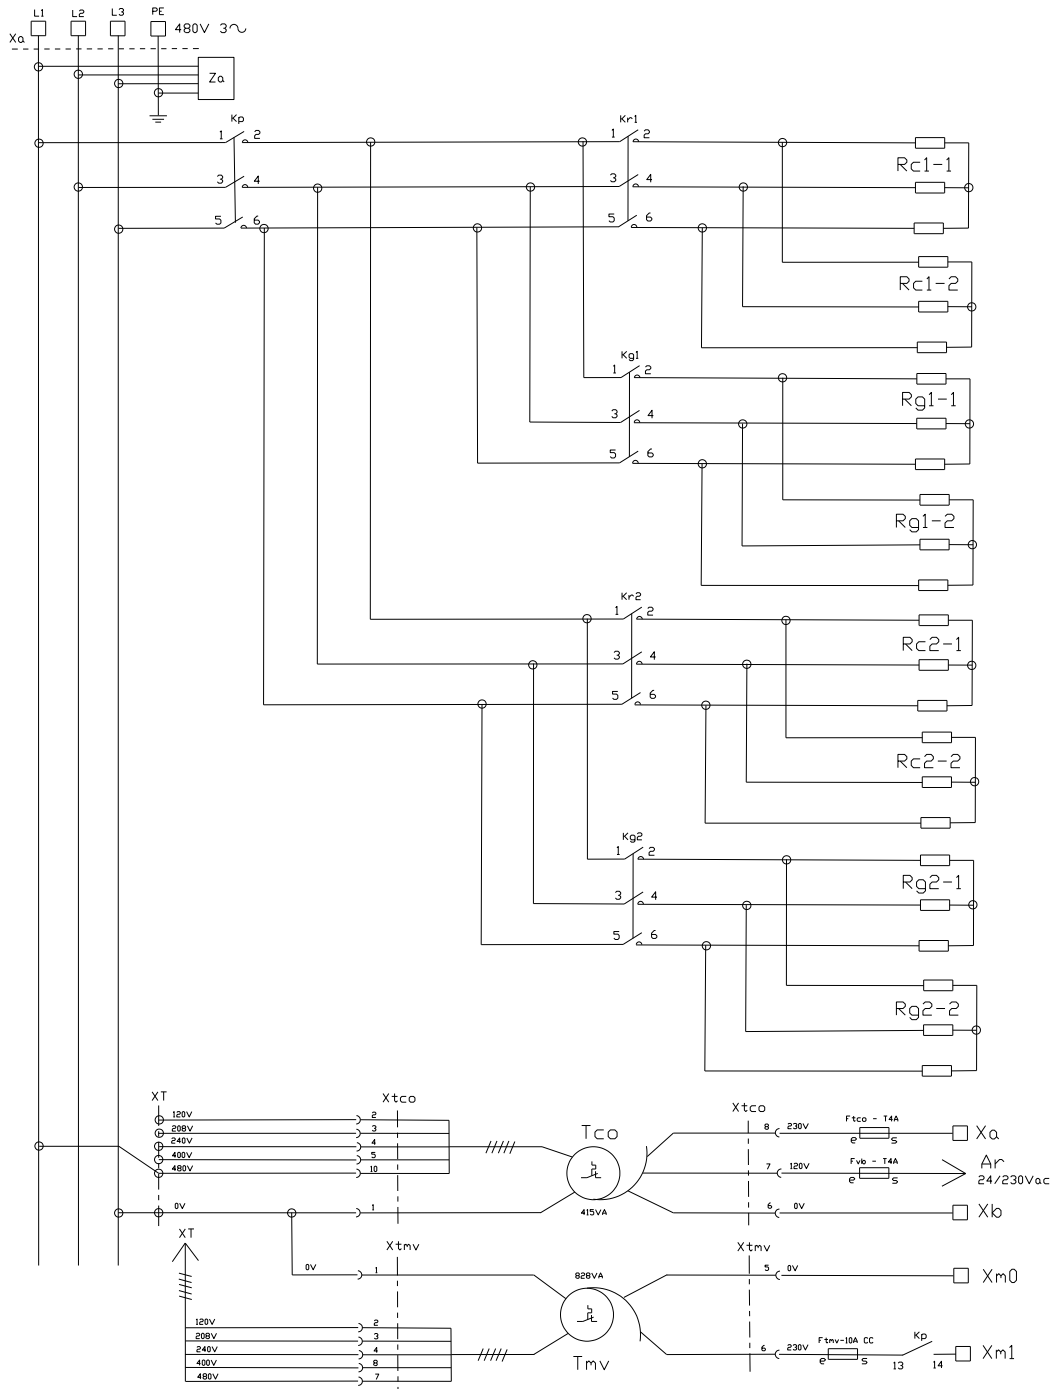 L1 L2 L3 PE
480V 3~
Xa
Za
Kp Kr1
1 2 1 2
Rc1-1
3 4 3 4
5 6 5 6
Rc1-2
Kg1
1 2
Rg1-1
3 4
5 6
Rg1-2
Kr2
1 2
Rc2-1
3 4
5 6
Rc2-2
Kg2
1 2
Rg2-1
3 4
5 6
Rg2-2
XT Xtco Xtco
120V 2
208V 3
240V 4
400V 5
480V 10
0V 1
Tco
415VA
8 230V Ftco - T4A
e s
Xa
7 120V Fvb - T4A
e s
Ar
24/230Vac
6 0V
Xb
XT Xtmv Xtmv
0V 1
828VA
5 0V
Xm0
120V 2
208V 3
240V 4
400V 8
480V 7
Tmv
6 230V Ftmv-10A CC
e s
Kp
13 14
Xm1